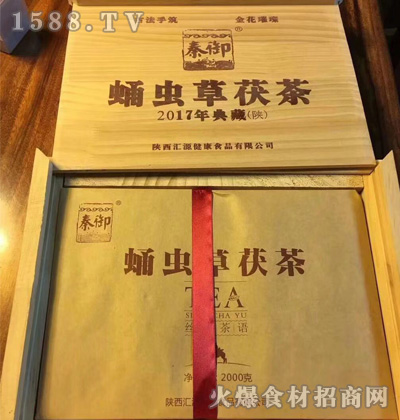 1588.TV
法手筑 金花璀璨
秦御
蛹虫草茯茶
2017年典藏(陕)
陕西汇源健康食品有限公司
秦御
蛹虫草茯茶
TEA
茶语
2000克
陕西汇
火爆食材招商网